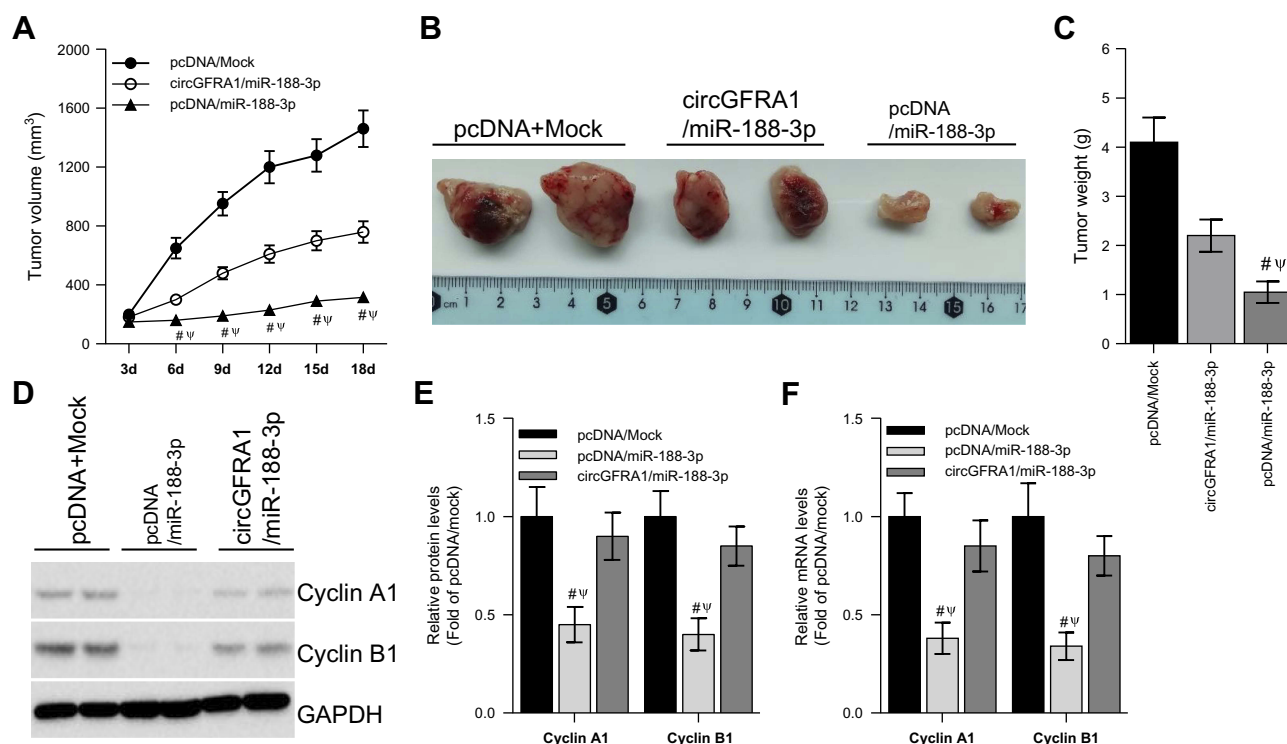 A
2000
1600
1200
800
400
0
Tumor volume (mm³)
pcDNA/Mock
circGFRA1/miR-188-3p
pcDNA/miR-188-3p
#ψ
#ψ
#ψ
#ψ
#ψ
3d 6d 9d 12d 15d 18d
B
pcDNA+Mock
circGFRA1
/miR-188-3p
pcDNA
/miR-188-3p
cm 1 2 3 4 5 6 7 8 9 10 11 12 13 14 15 16 17
C
6
5
4
3
2
1
0
Tumor weight (g)
#ψ
pcDNA/Mock
circGFRA1/miR-188-3p
pcDNA/miR-188-3p
D
pcDNA+Mock
pcDNA
/miR-188-3p
circGFRA1
/miR-188-3p
Cyclin A1
Cyclin B1
GAPDH
E
1.5
1.0
0.5
0.0
Relative protein levels
(Fold of pcDNA/mock)
pcDNA/Mock
pcDNA/miR-188-3p
circGFRA1/miR-188-3p
#ψ
#ψ
Cyclin A1 Cyclin B1
F
1.5
1.0
0.5
0.0
Relative mRNA levels
(Fold of pcDNA/mock)
pcDNA/Mock
pcDNA/miR-188-3p
circGFRA1/miR-188-3p
#ψ
#ψ
Cyclin A1 Cyclin B1